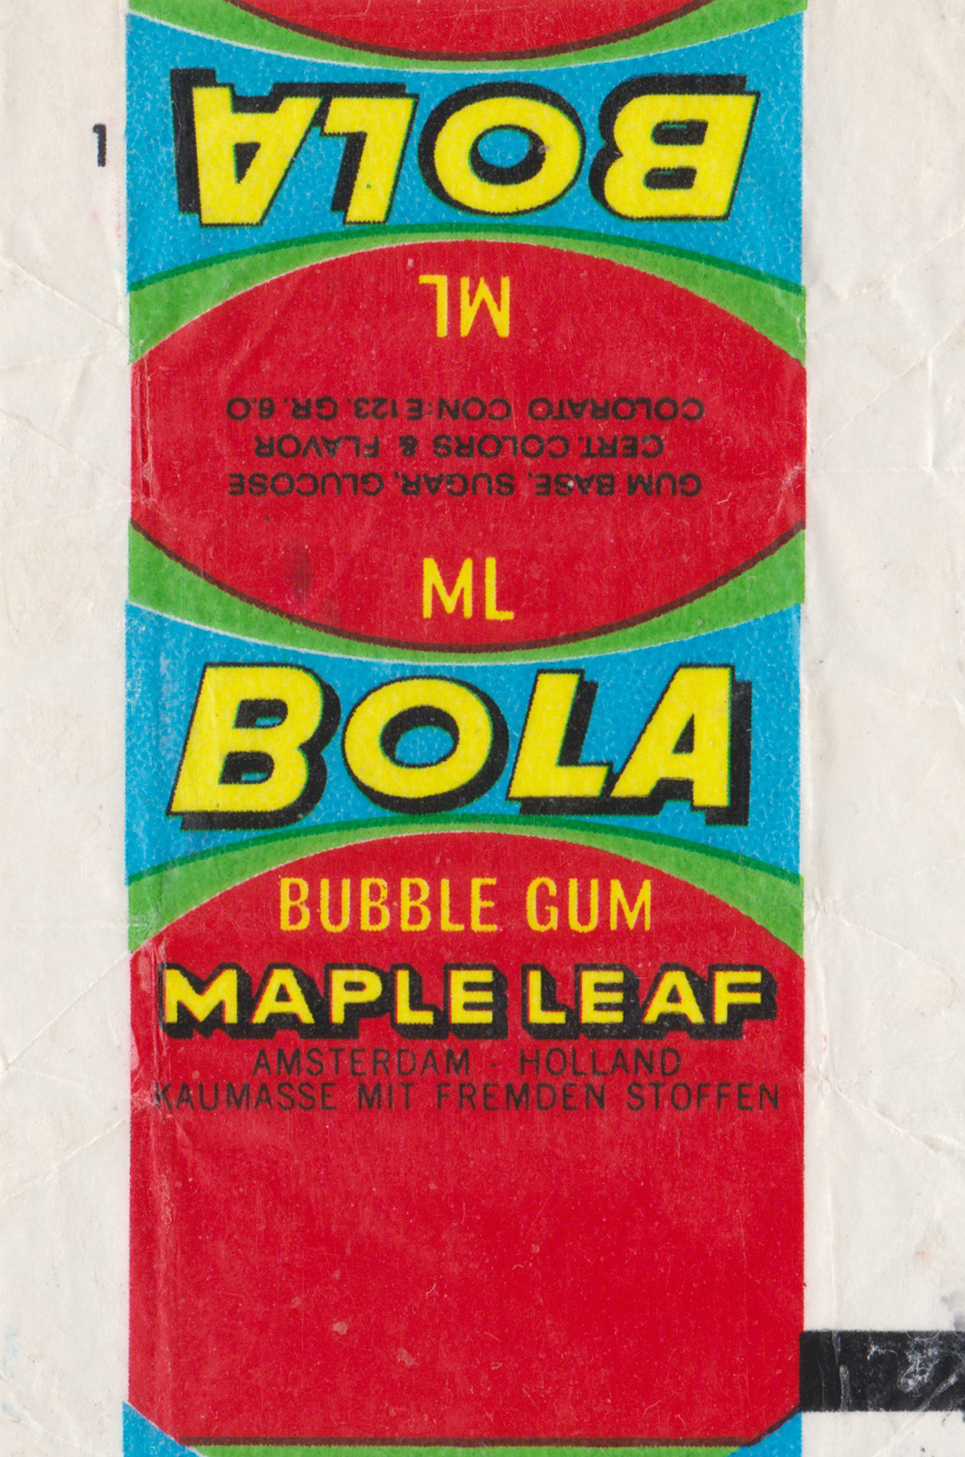 1
BOLA
ML
GUM BASE, SUGAR, GLUCOSE
CERT. COLORS & FLAVOR
COLORATO CON: E 123. GR. 6.0
ML
BOLA
BUBBLE GUM
MAPLE LEAF
AMSTERDAM · HOLLAND
KAUMASSE MIT FREMDEN STOFFEN